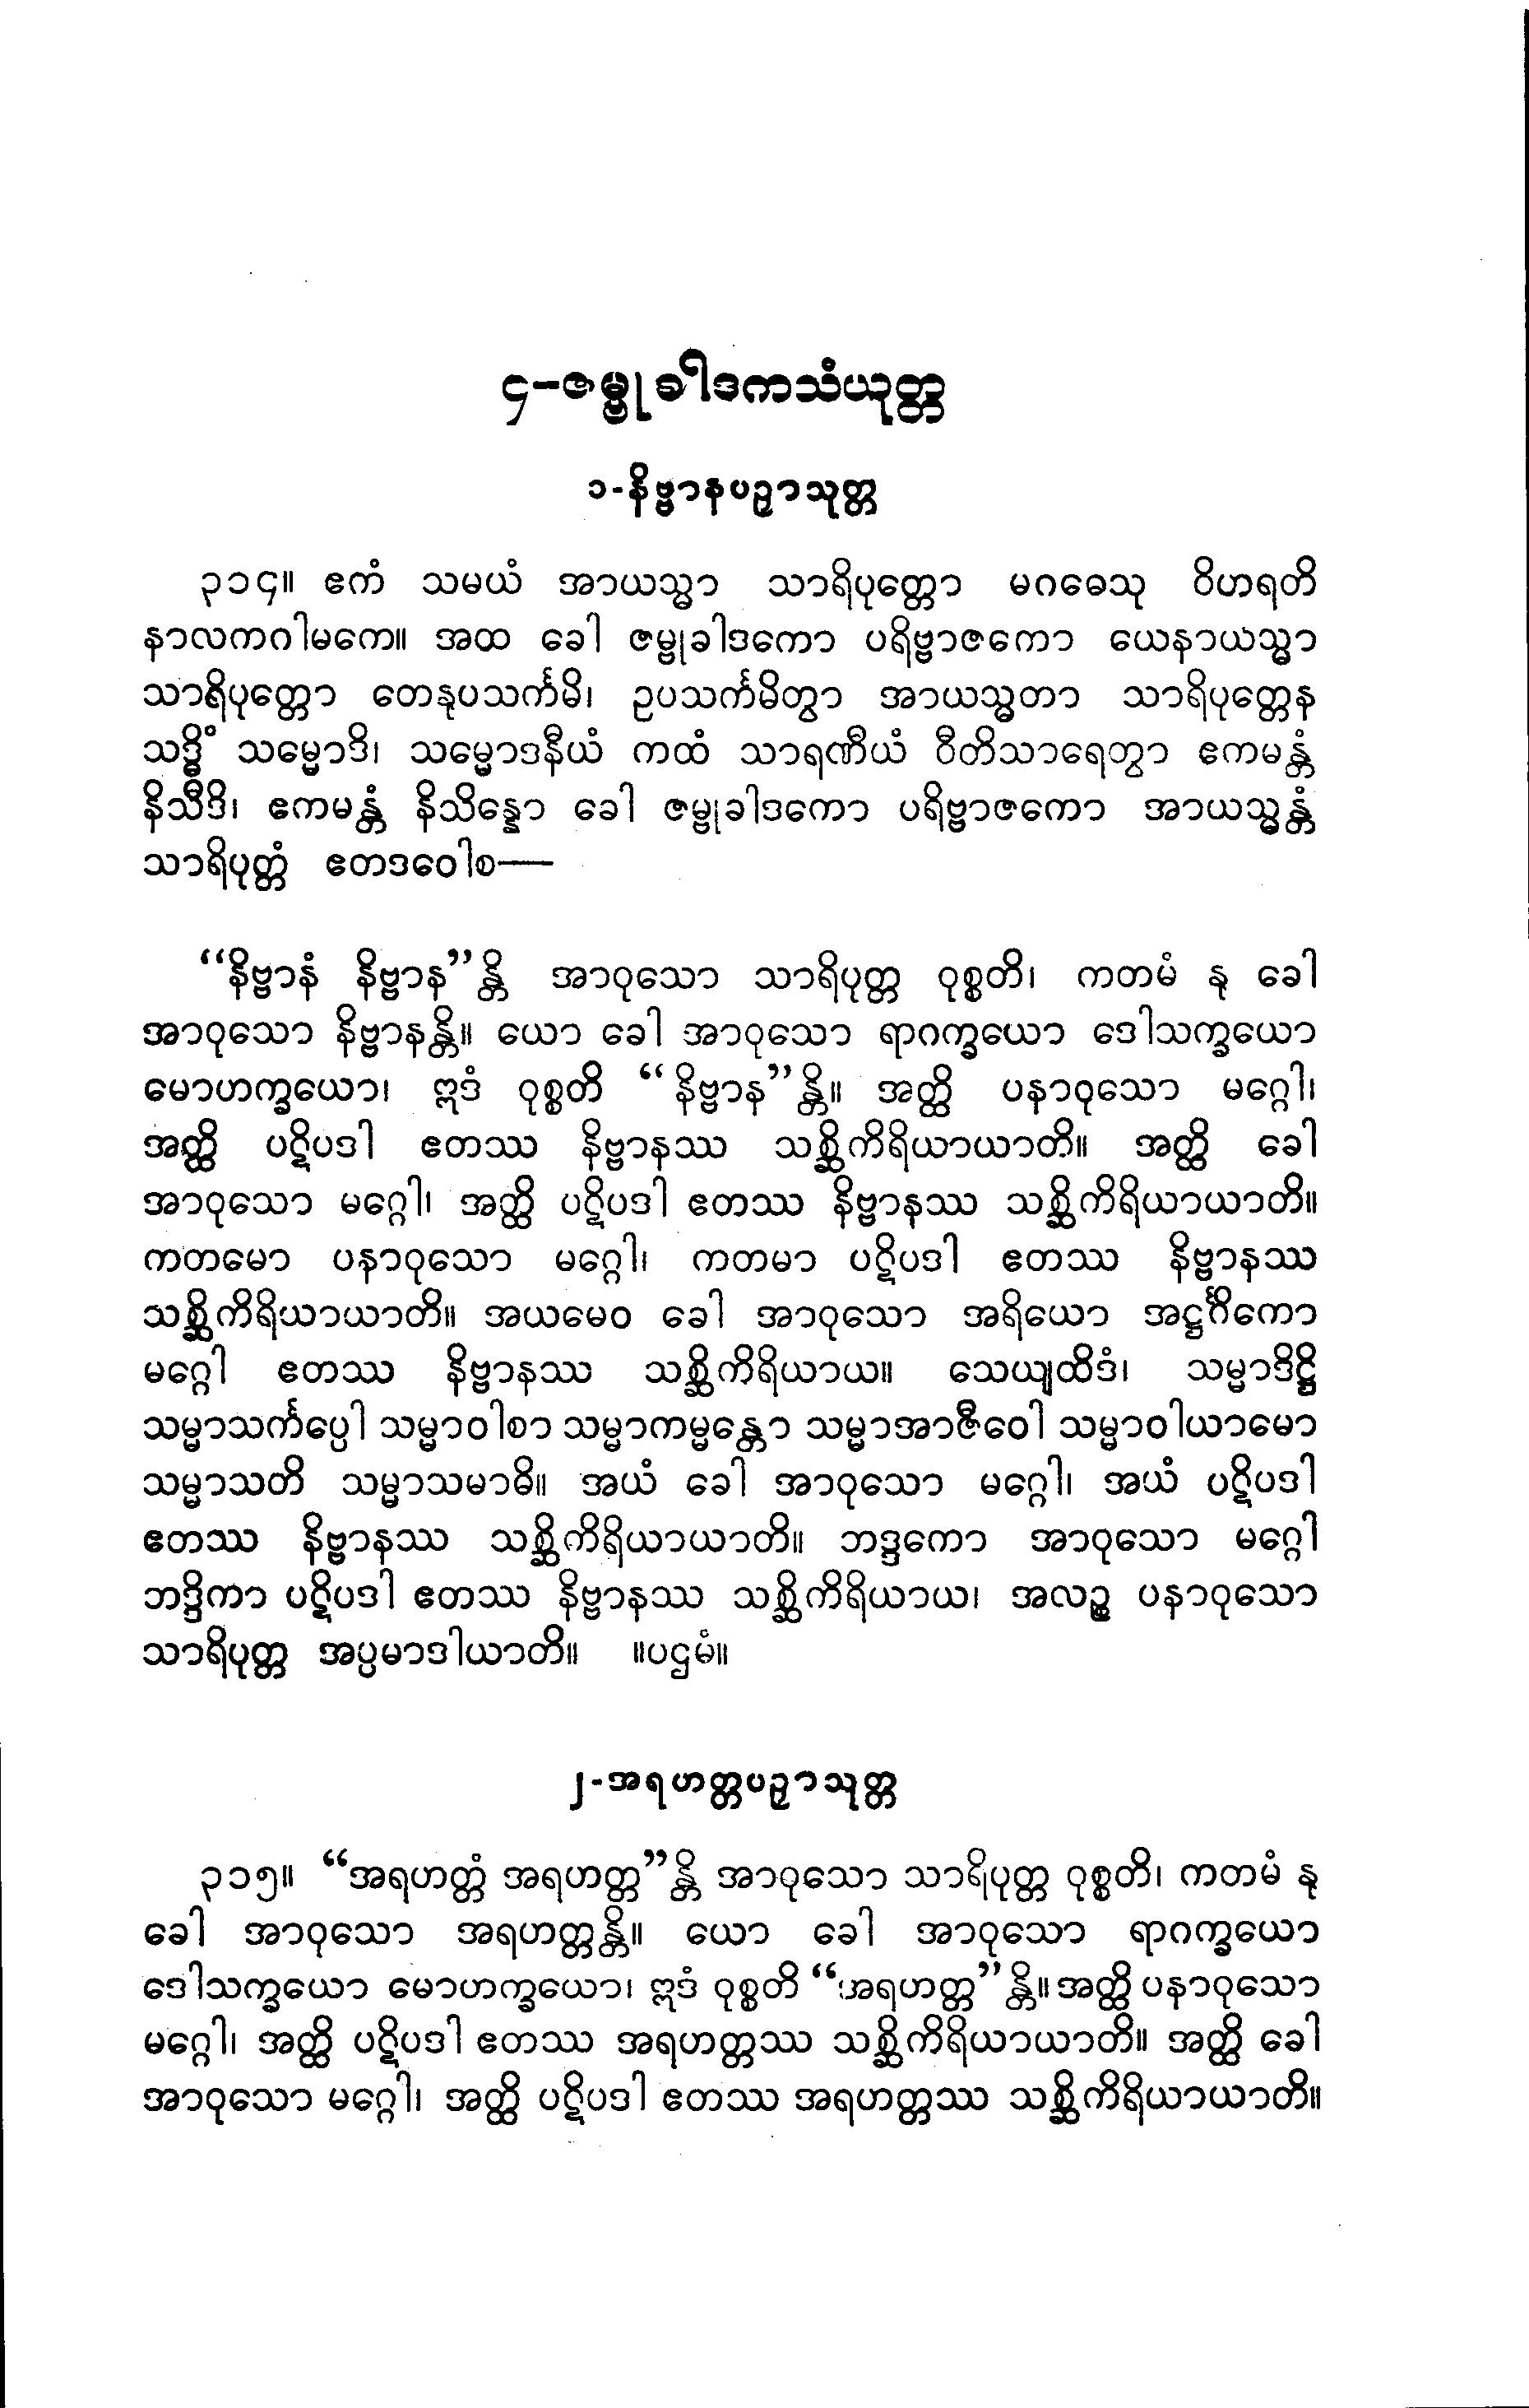 ၄-ဇမ္ဗုခါဒကသံယုတ္တ
၁-နိဗ္ဗာနပဉှာသုတ္တ
၃၁၄။ ဧကံ သမယံ အာယသ္မာ သာရိပုတ္တော မဂဓေသု ဝိဟရတိ
နာလကဂါမကေ။ အထ ခေါ ဇမ္ဗုခါဒကော ပရိဗ္ဗာဇကော ယေနာယသ္မာ
သာရိပုတ္တော တေနုပသင်္ကမိ၊ ဥပသင်္ကမိတွာ အာယသ္မတာ သာရိပုတ္တေန
သဒ္ဓိံ သမ္မောဒိ၊ သမ္မောဒနီယံ ကထံ သာရဏီယံ ဝီတိသာရေတွာ ဧကမန္တံ
နိသီဒိ၊ ဧကမန္တံ နိသိန္နော ခေါ ဇမ္ဗုခါဒကော ပရိဗ္ဗာဇကော အာယသ္မန္တံ
သာရိပုတ္တံ ဧတဒဝေါစ—
“နိဗ္ဗာနံ နိဗ္ဗာန”န္တိ အာဝုသော သာရိပုတ္တ ဝုစ္စတိ၊ ကတမံ နု ခေါ
အာဝုသော နိဗ္ဗာနန္တိ။ ယော ခေါ အာဝုသော ရာဂက္ခယော ဒေါသက္ခယော
မောဟက္ခယော၊ ဣဒံ ဝုစ္စတိ “နိဗ္ဗာန”န္တိ။ အတ္ထိ ပနာဝုသော မဂ္ဂေါ၊
အတ္ထိ ပဋိပဒါ ဧတဿ နိဗ္ဗာနဿ သစ္ဆိကိရိယာယာတိ။ အတ္ထိ ခေါ
အာဝုသော မဂ္ဂေါ၊ အတ္ထိ ပဋိပဒါ ဧတဿ နိဗ္ဗာနဿ သစ္ဆိကိရိယာယာတိ။
ကတမော ပနာဝုသော မဂ္ဂေါ၊ ကတမာ ပဋိပဒါ ဧတဿ နိဗ္ဗာနဿ
သစ္ဆိကိရိယာယာတိ။ အယမေဝ ခေါ အာဝုသော အရိယော အဋ္ဌင်္ဂိကော
မဂ္ဂေါ ဧတဿ နိဗ္ဗာနဿ သစ္ဆိကိရိယာယ။ သေယျထိဒံ၊ သမ္မာဒိဋ္ဌိ
သမ္မာသင်္ကပ္ပေါ သမ္မာဝါစာ သမ္မာကမ္မန္တော သမ္မာအာဇီဝေါ သမ္မာဝါယာမော
သမ္မာသတိ သမ္မာသမာဓိ။ အယံ ခေါ အာဝုသော မဂ္ဂေါ၊ အယံ ပဋိပဒါ
ဧတဿ နိဗ္ဗာနဿ သစ္ဆိကိရိယာယာတိ။ ဘဒ္ဒကော အာဝုသော မဂ္ဂေါ
ဘဒ္ဒိကာ ပဋိပဒါ ဧတဿ နိဗ္ဗာနဿ သစ္ဆိကိရိယာယ၊ အလဉ္စ ပနာဝုသော
သာရိပုတ္တ အပ္ပမာဒါယာတိ။ ။ပဌမံ။
၂-အရဟတ္တပဉှာသုတ္တ
၃၁၅။ “အရဟတ္တံ အရဟတ္တ”န္တိ အာဝုသော သာရိပုတ္တ ဝုစ္စတိ၊ ကတမံ နု
ခေါ အာဝုသော အရဟတ္တန္တိ။ ယော ခေါ အာဝုသော ရာဂက္ခယော
ဒေါသက္ခယော မောဟက္ခယော၊ ဣဒံ ဝုစ္စတိ “အရဟတ္တ”န္တိ။ အတ္ထိ ပနာဝုသော
မဂ္ဂေါ၊ အတ္ထိ ပဋိပဒါ ဧတဿ အရဟတ္တဿ သစ္ဆိကိရိယာယာတိ။ အတ္ထိ ခေါ
အာဝုသော မဂ္ဂေါ၊ အတ္ထိ ပဋိပဒါ ဧတဿ အရဟတ္တဿ သစ္ဆိကိရိယာယာတိ။